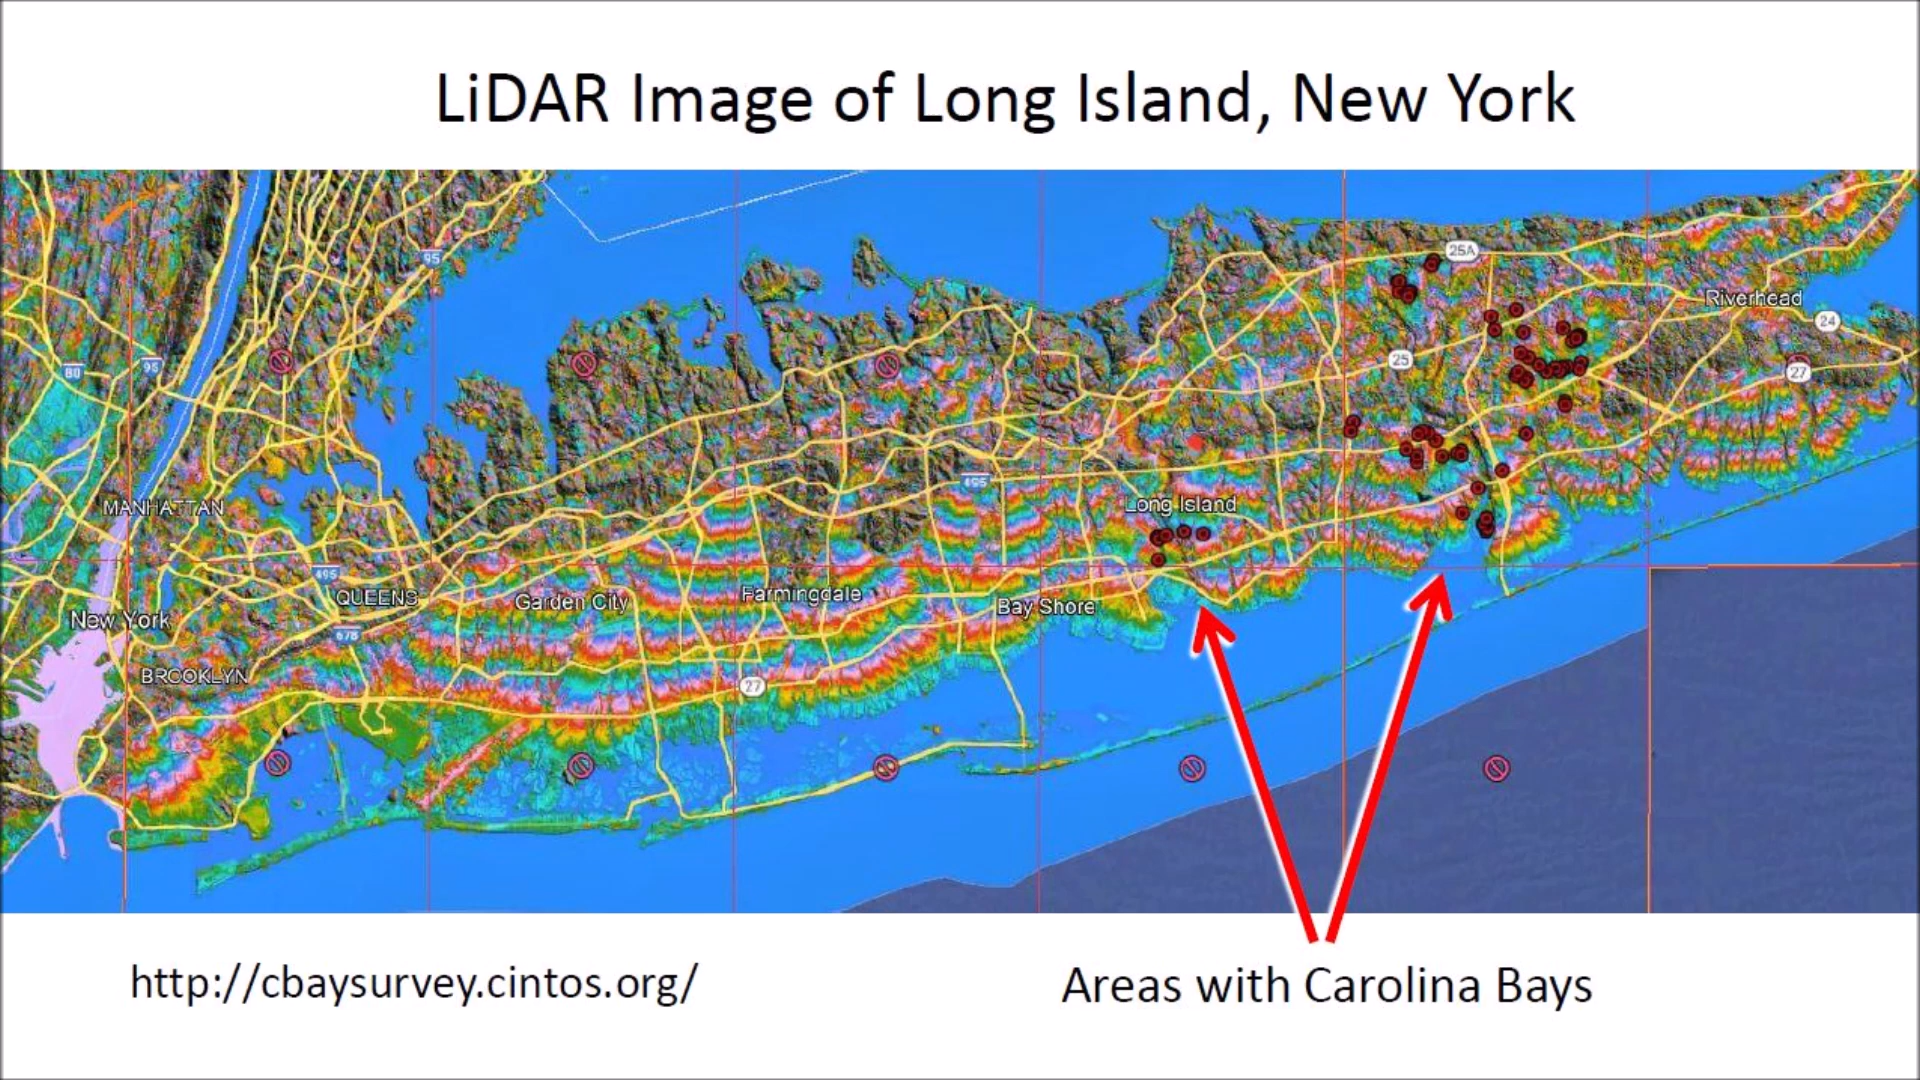 LiDAR Image of Long Island, New York
25A
95
Riverhead
24
80
95
25
27
495
MANHATTAN
Long Island
495
QUEENS
Garden City
Farmingdale
Bay Shore
New York
678
BROOKLYN
27
http://cbaysurvey.cintos.org/
Areas with Carolina Bays